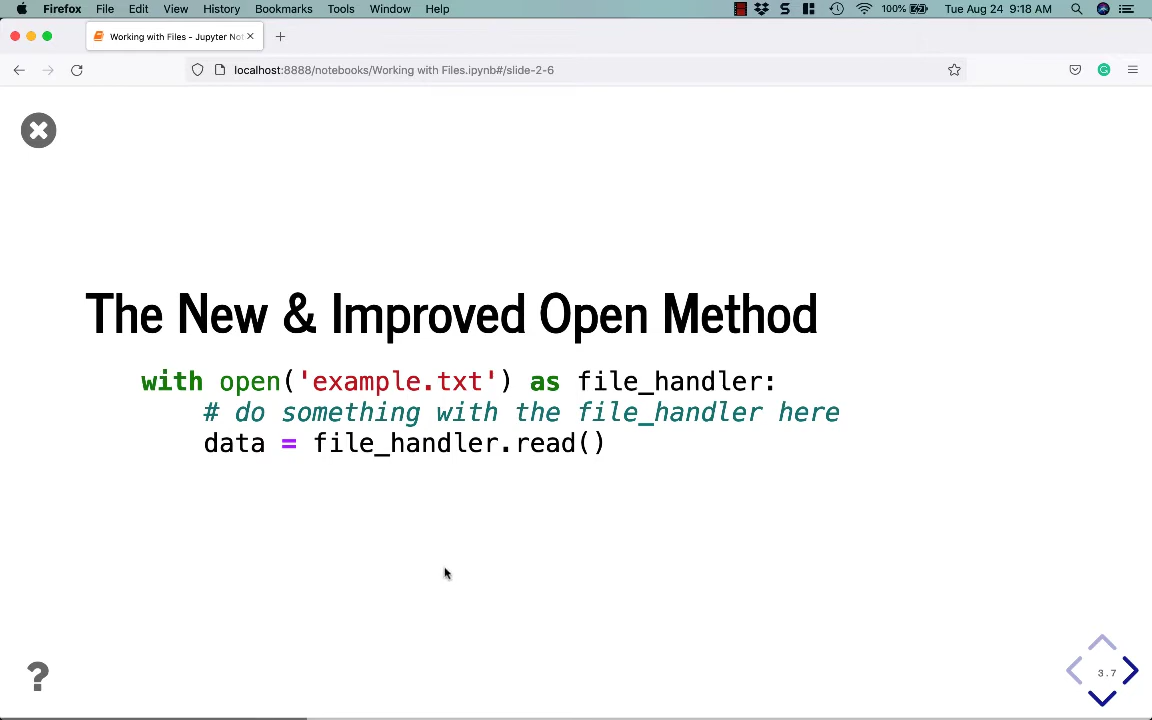 Firefox File Edit View History Bookmarks Tools Window Help 100% Tue Aug 24 9:18 AM
Working with Files - Jupyter Not
localhost:8888/notebooks/Working with Files.ipynb#/slide-2-6
The New & Improved Open Method
with open('example.txt') as file_handler:
# do something with the file_handler here
data = file_handler.read()
?
3.7